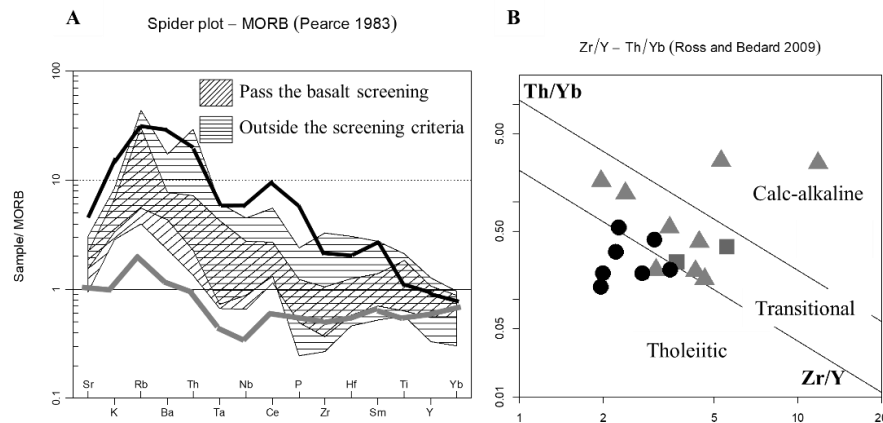 A
Spider plot – MORB (Pearce 1983)
Pass the basalt screening
Outside the screening criteria
Sample/ MORB
100
10
1
0.1
Sr
Rb
Th
Nb
P
Hf
Ti
Yb
K
Ba
Ta
Ce
Zr
Sm
Y
B
Zr/Y – Th/Yb (Ross and Bedard 2009)
Th/Yb
5.00
0.50
0.05
0.01
Calc-alkaline
Transitional
Tholeiitic
Zr/Y
1
2
5
10
20